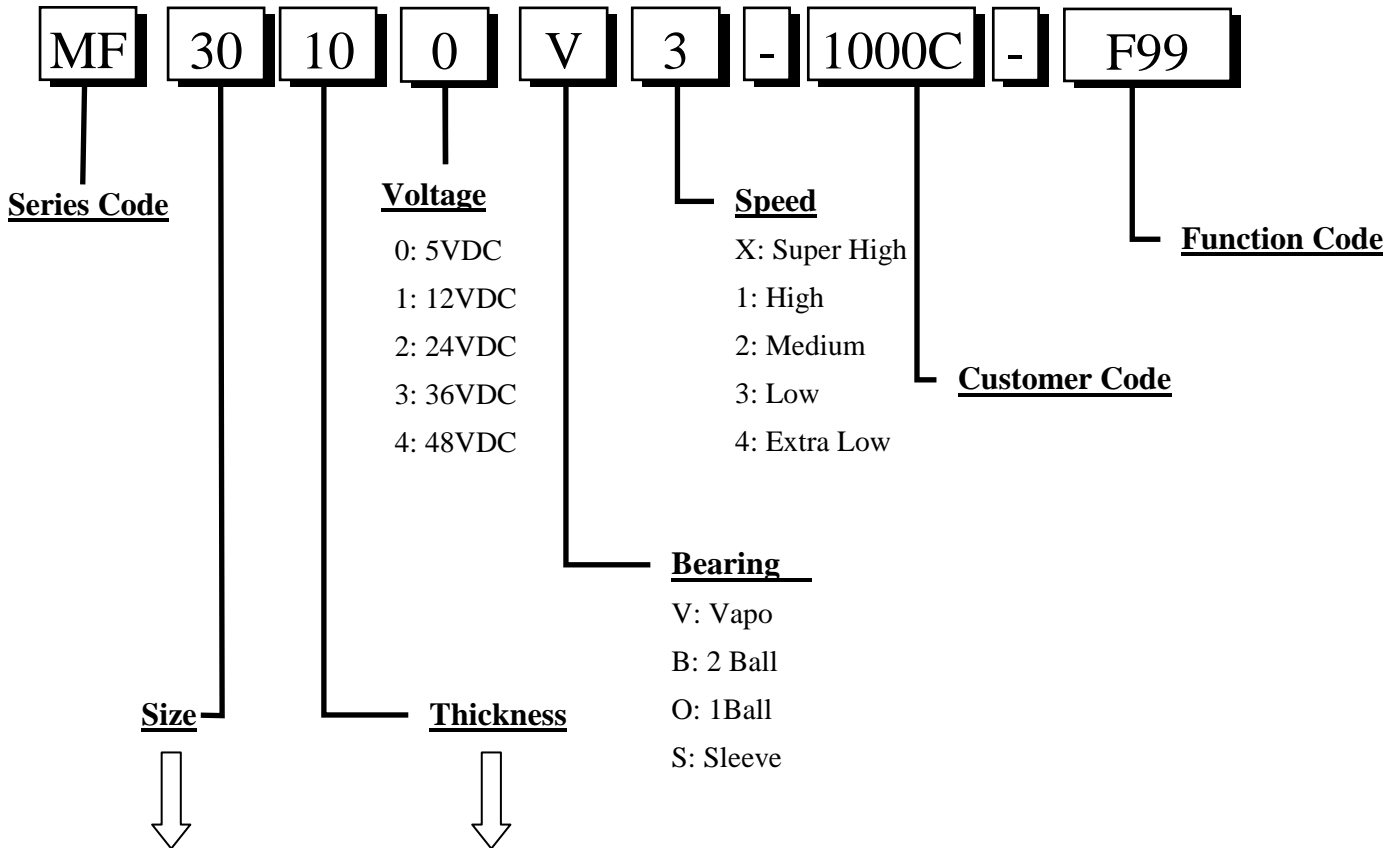 MF 30 10 0 V 3 - 1000C - F99
Series Code
Voltage
0: 5VDC
1: 12VDC
2: 24VDC
3: 36VDC
4: 48VDC
Speed
X: Super High
1: High
2: Medium
3: Low
4: Extra Low
Function Code
Customer Code
Bearing
V: Vapo
B: 2 Ball
O: 1Ball
S: Sleeve
Size
Thickness